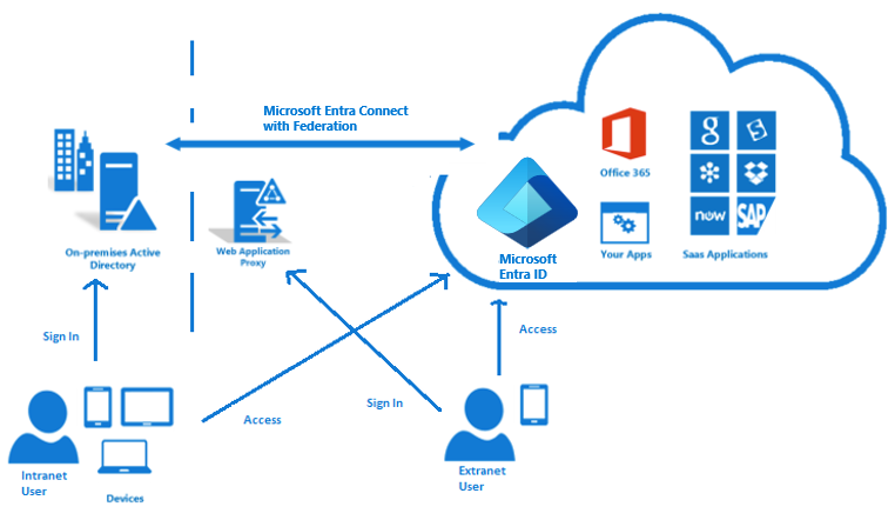 Microsoft Entra Connect
with Federation
Office 365
g
S
now
SAP
On-premises Active
Directory
Web Application
Proxy
Microsoft
Entra ID
Your Apps
Saas Applications
Sign In
Access
Access
Sign In
Intranet
User
Devices
Extranet
User